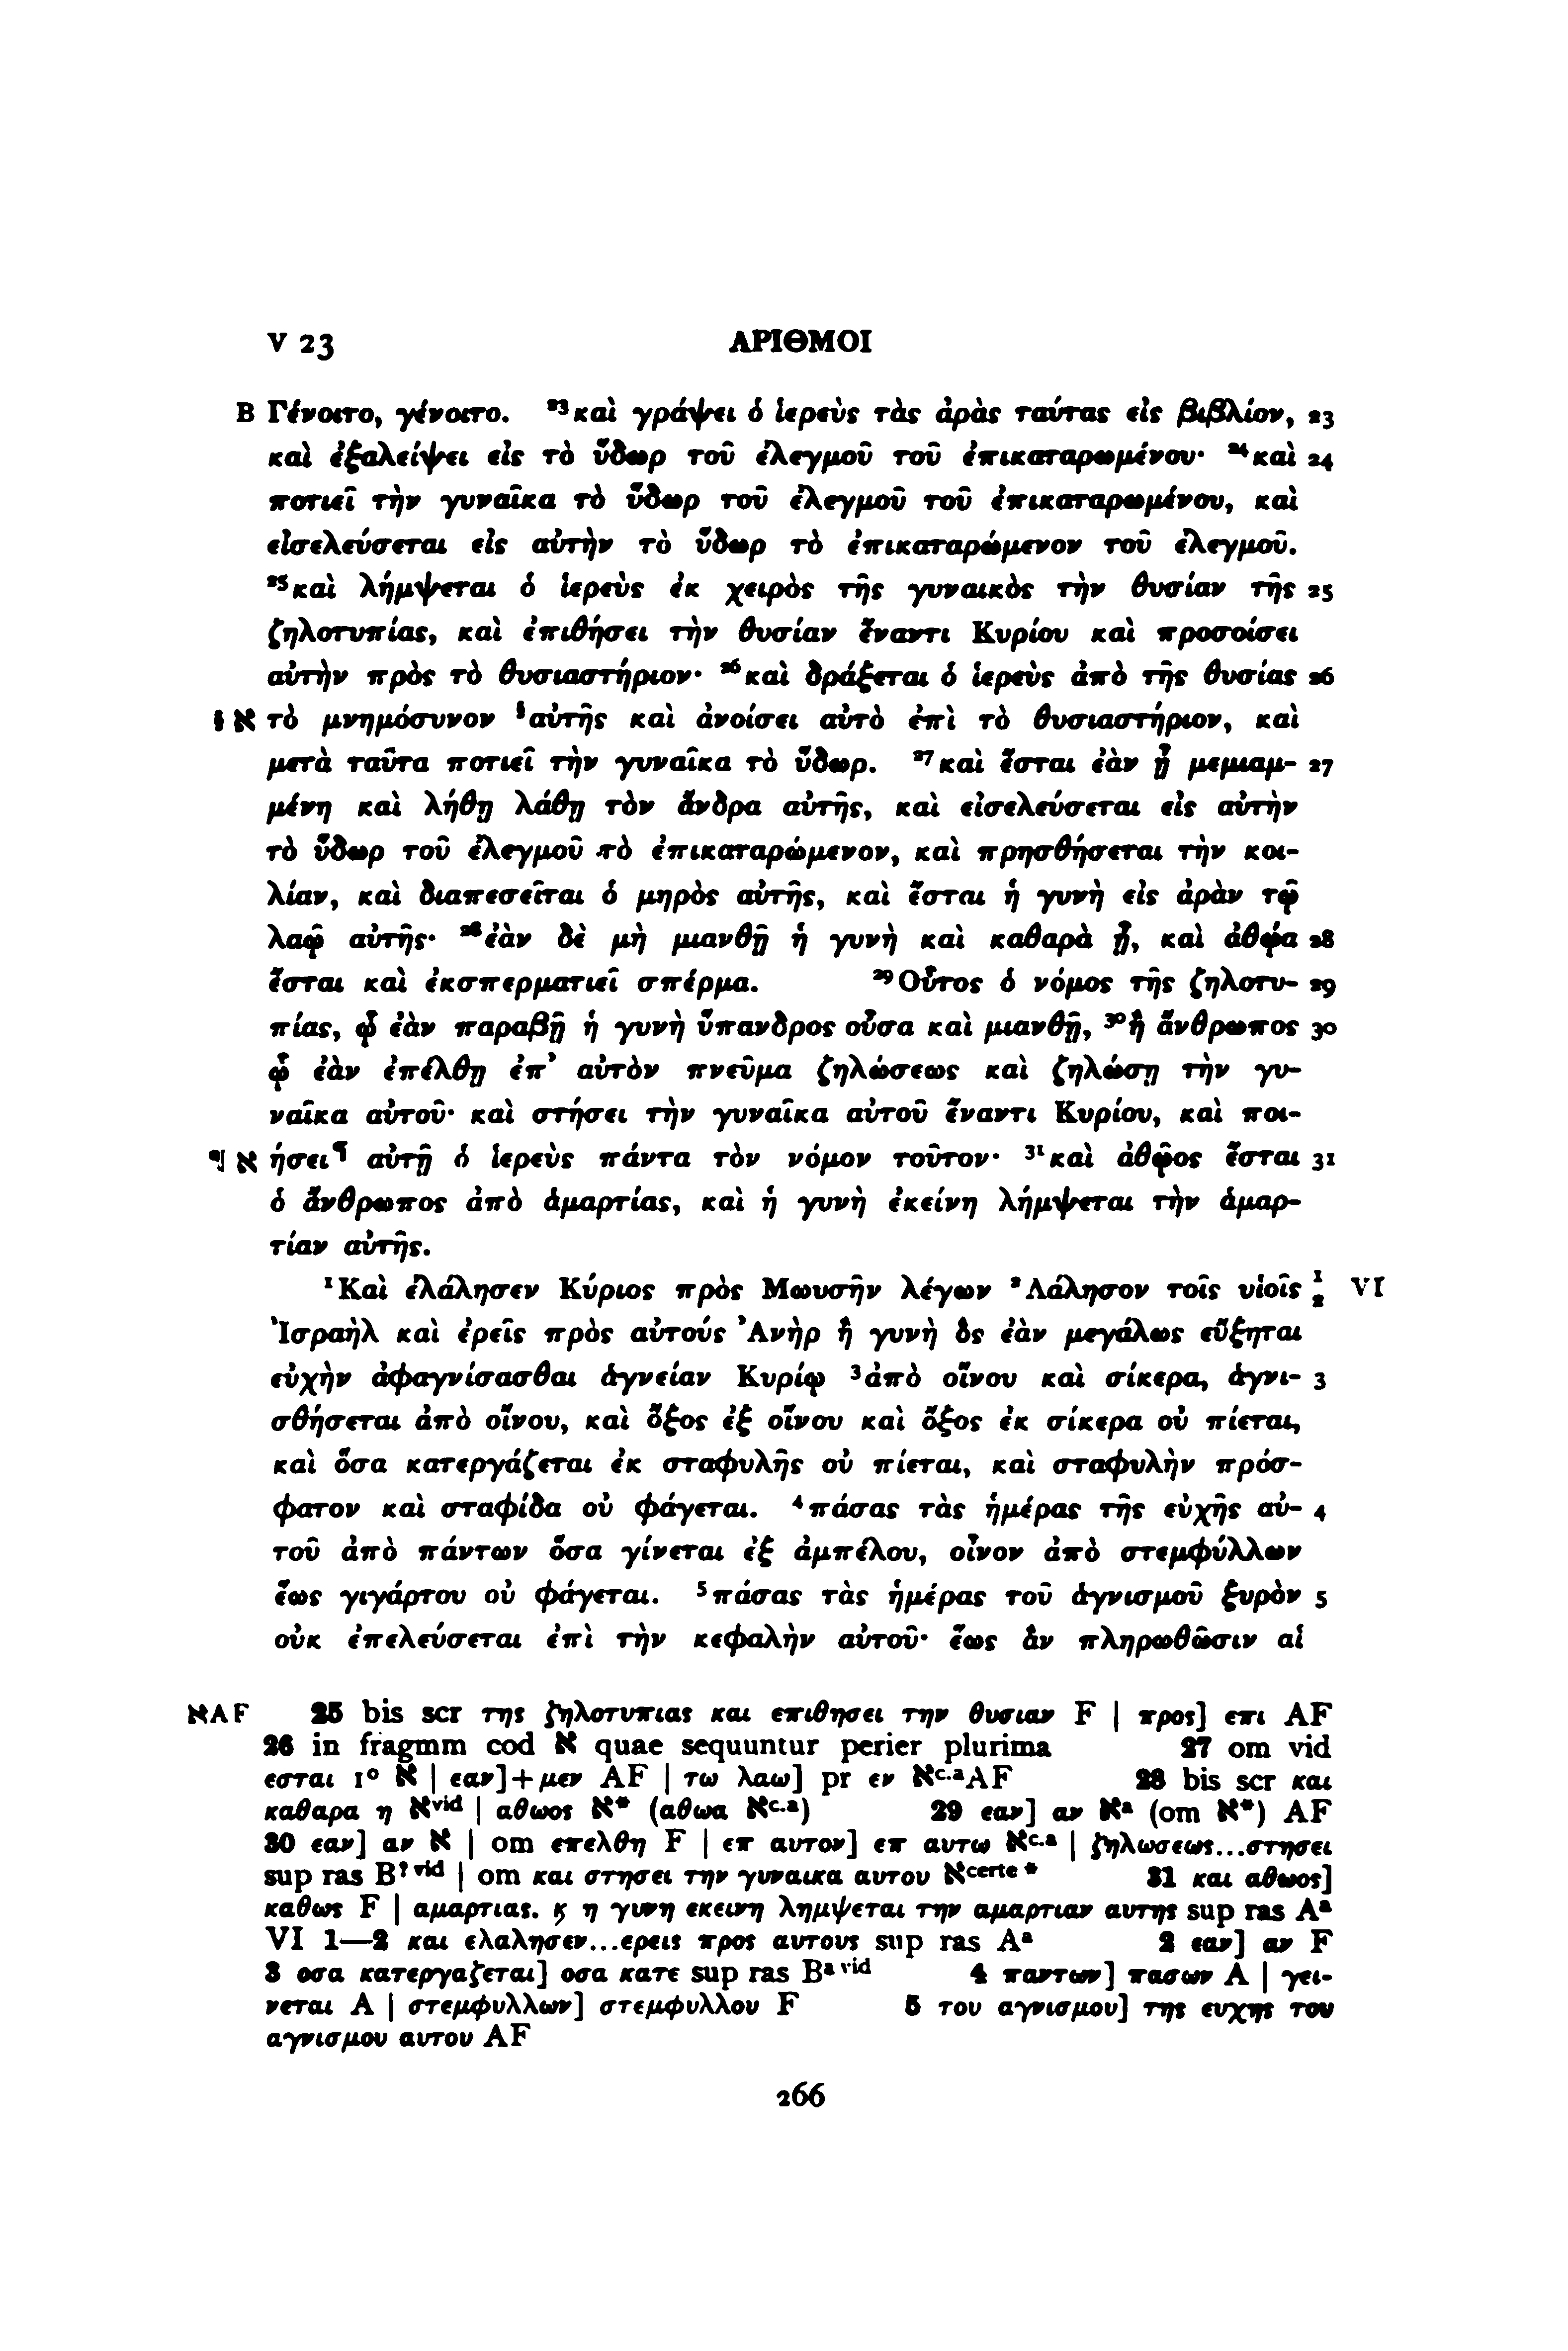 V 23 ΑΡΙΘΜΟΙ
B Γένοιτο, γένοιτο. ²³καὶ γράψει ὁ ἱερεὺς τὰς ἀρὰς ταύτας εἰς βιβλίον, 23
καὶ ἐξαλείψει εἰς τὸ ὕδωρ τοῦ ἐλεγμοῦ τοῦ ἐπικαταρωμένου· ²⁴καὶ 24
ποτιεῖ τὴν γυναῖκα τὸ ὕδωρ τοῦ ἐλεγμοῦ τοῦ ἐπικαταρωμένου, καὶ
εἰσελεύσεται εἰς αὐτὴν τὸ ὕδωρ τὸ ἐπικαταρώμενον τοῦ ἐλεγμοῦ.
²⁵καὶ λήμψεται ὁ ἱερεὺς ἐκ χειρὸς τῆς γυναικὸς τὴν θυσίαν τῆς 25
ζηλοτυπίας, καὶ ἐπιθήσει τὴν θυσίαν ἔναντι Κυρίου καὶ προσοίσει
αὐτὴν πρὸς τὸ θυσιαστήριον· ²⁶καὶ δράξεται ὁ ἱερεὺς ἀπὸ τῆς θυσίας 26
§ א τὸ μνημόσυνον §αὐτῆς καὶ ἀνοίσει αὐτὸ ἐπὶ τὸ θυσιαστήριον, καὶ
μετὰ ταῦτα ποτιεῖ τὴν γυναῖκα τὸ ὕδωρ. ²⁷καὶ ἔσται ἐὰν ᾖ μεμιαμ- 27
μένη καὶ λήθῃ λάθῃ τὸν ἄνδρα αὐτῆς, καὶ εἰσελεύσεται εἰς αὐτὴν
τὸ ὕδωρ τοῦ ἐλεγμοῦ τὸ ἐπικαταρώμενον, καὶ πρησθήσεται τὴν κοι-
λίαν, καὶ διαπεσεῖται ὁ μηρὸς αὐτῆς, καὶ ἔσται ἡ γυνὴ εἰς ἀρὰν τῷ
λαῷ αὐτῆς· ²⁸ἐὰν δὲ μὴ μιανθῇ ἡ γυνὴ καὶ καθαρὰ ᾖ, καὶ ἀθῴα 28
ἔσται καὶ ἐκσπερματιεῖ σπέρμα. ²⁹Οὗτος ὁ νόμος τῆς ζηλοτυ- 29
πίας, ᾧ ἐὰν παραβῇ ἡ γυνὴ ὕπανδρος οὖσα καὶ μιανθῇ, ³⁰ἢ ἄνθρωπος 30
ᾧ ἐὰν ἐπέλθῃ ἐπ’ αὐτὸν πνεῦμα ζηλώσεως καὶ ζηλώσῃ τὴν γυ-
ναῖκα αὐτοῦ· καὶ στήσει τὴν γυναῖκα αὐτοῦ ἔναντι Κυρίου, καὶ ποι-
¶ א ήσει¶ αὐτῇ ὁ ἱερεὺς πάντα τὸν νόμον τοῦτον· ³¹καὶ ἀθῷος ἔσται 31
ὁ ἄνθρωπος ἀπὸ ἁμαρτίας, καὶ ἡ γυνὴ ἐκείνη λήμψεται τὴν ἁμαρ-
τίαν αὐτῆς.
¹Καὶ ἐλάλησεν Κύριος πρὸς Μωυσῆν λέγων ²Λάλησον τοῖς υἱοῖς 1 2 VI
Ἰσραὴλ καὶ ἐρεῖς πρὸς αὐτούς Ἀνὴρ ἢ γυνὴ ὃς ἐὰν μεγάλως εὔξηται
εὐχὴν ἀφαγνίσασθαι ἁγνείαν Κυρίῳ ³ἀπὸ οἴνου καὶ σίκερα, ἁγνι- 3
σθήσεται ἀπὸ οἴνου, καὶ ὄξος ἐξ οἴνου καὶ ὄξος ἐκ σίκερα οὐ πίεται,
καὶ ὅσα κατεργάζεται ἐκ σταφυλῆς οὐ πίεται, καὶ σταφυλὴν πρόσ-
φατον καὶ σταφίδα οὐ φάγεται. ⁴πάσας τὰς ἡμέρας τῆς εὐχῆς αὐ- 4
τοῦ ἀπὸ πάντων ὅσα γίνεται ἐξ ἀμπέλου, οἶνον ἀπὸ στεμφύλλων
ἕως γιγάρτου οὐ φάγεται. ⁵πάσας τὰς ἡμέρας τοῦ ἁγνισμοῦ ξυρὸν 5
οὐκ ἐπελεύσεται ἐπὶ τὴν κεφαλὴν αὐτοῦ· ἕως ἂν πληρωθῶσιν αἱ
אAF 25 bis scr της ζηλοτυπιας και επιθησει την θυσιαν F | προς] επι AF
26 in fragmm cod א quae sequuntur perier plurima 27 om vid
εσται 1° א | εαν]+μεν AF | τω λαω] pr εν אc.aAF 28 bis scr και
καθαρα η אvid | αθωος א* (αθωα אc.a) 29 εαν] αν אa (om א*) AF
30 εαν] αν א | om επελθη F | επ αυτον] επ αυτω אc.a | ζηλωσεως...στησει
sup ras B? vid | om και στησει την γυναικα αυτου אcerte * 31 και αθωος]
καθως F | αμαρτιας. ϗ η γυνη εκεινη λημψεται την αμαρτιαν αυτης sup ras Aa
VI 1—2 και ελαλησεν...ερεις προς αυτους sup ras Aa 2 εαν] αν F
3 οσα κατεργαζεται] οσα κατε sup ras Ba vid 4 παντων] πασων A | γει-
νεται A | στεμφυλλων] στεμφυλλου F 5 του αγνισμου] της ευχης του
αγνισμου αυτου AF
266